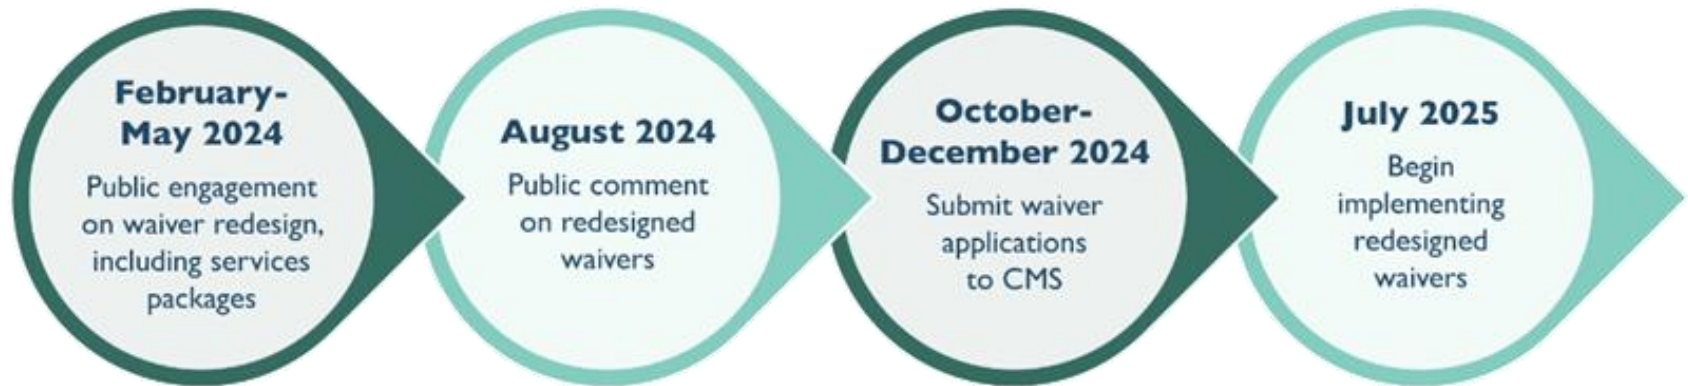 February-
May 2024
Public engagement
on waiver redesign,
including services
packages
August 2024
Public comment
on redesigned
waivers
October-
December 2024
Submit waiver
applications
to CMS
July 2025
Begin
implementing
redesigned
waivers